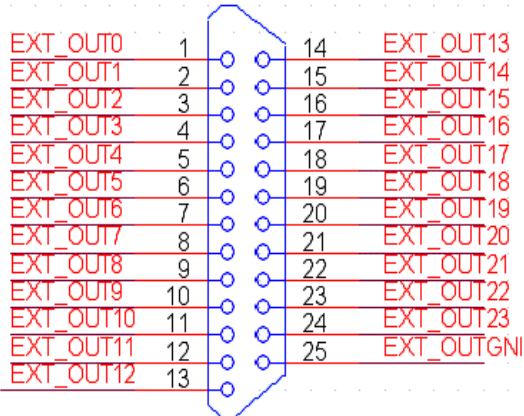 EXT_OUT0 1 14 EXT_OUT13
EXT_OUT1 2 15 EXT_OUT14
EXT_OUT2 3 16 EXT_OUT15
EXT_OUT3 4 17 EXT_OUT16
EXT_OUT4 5 18 EXT_OUT17
EXT_OUT5 6 19 EXT_OUT18
EXT_OUT6 7 20 EXT_OUT19
EXT_OUT7 8 21 EXT_OUT20
EXT_OUT8 9 22 EXT_OUT21
EXT_OUT9 10 23 EXT_OUT22
EXT_OUT10 11 24 EXT_OUT23
EXT_OUT11 12 25 EXT_OUTGN
EXT_OUT12 13